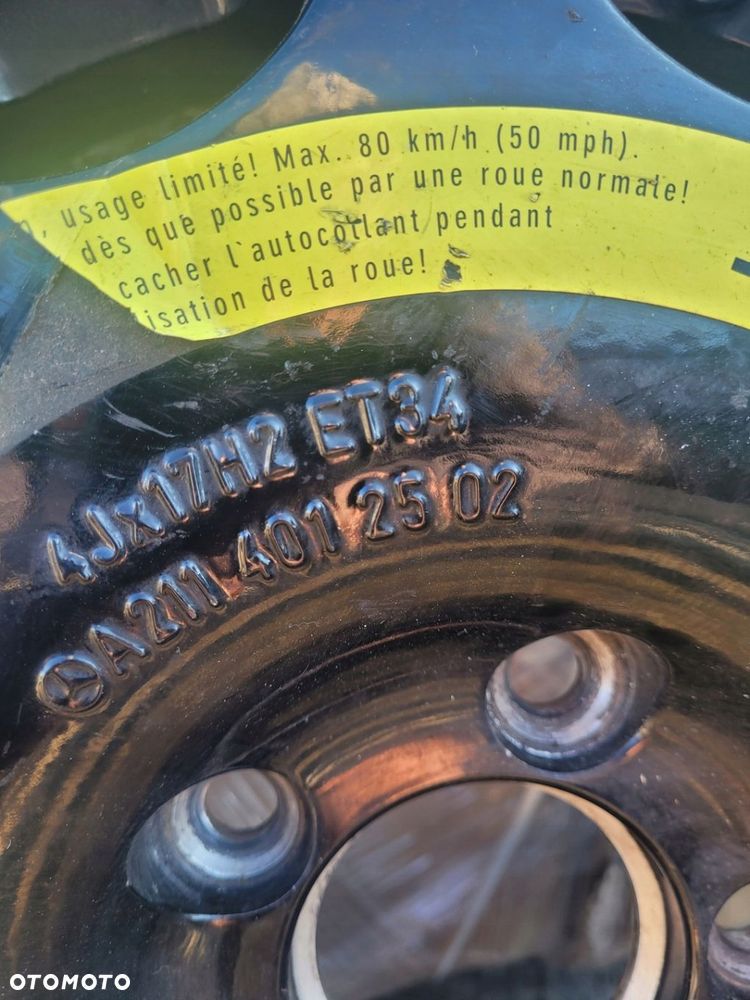 , usage limité! Max. 80 km/h (50 mph).
dès que possible par une roue normale!
cacher l'autocollant pendant
isation de la roue!
4Jx17H2 ET34
A211 401 25 02
OTOMOTO